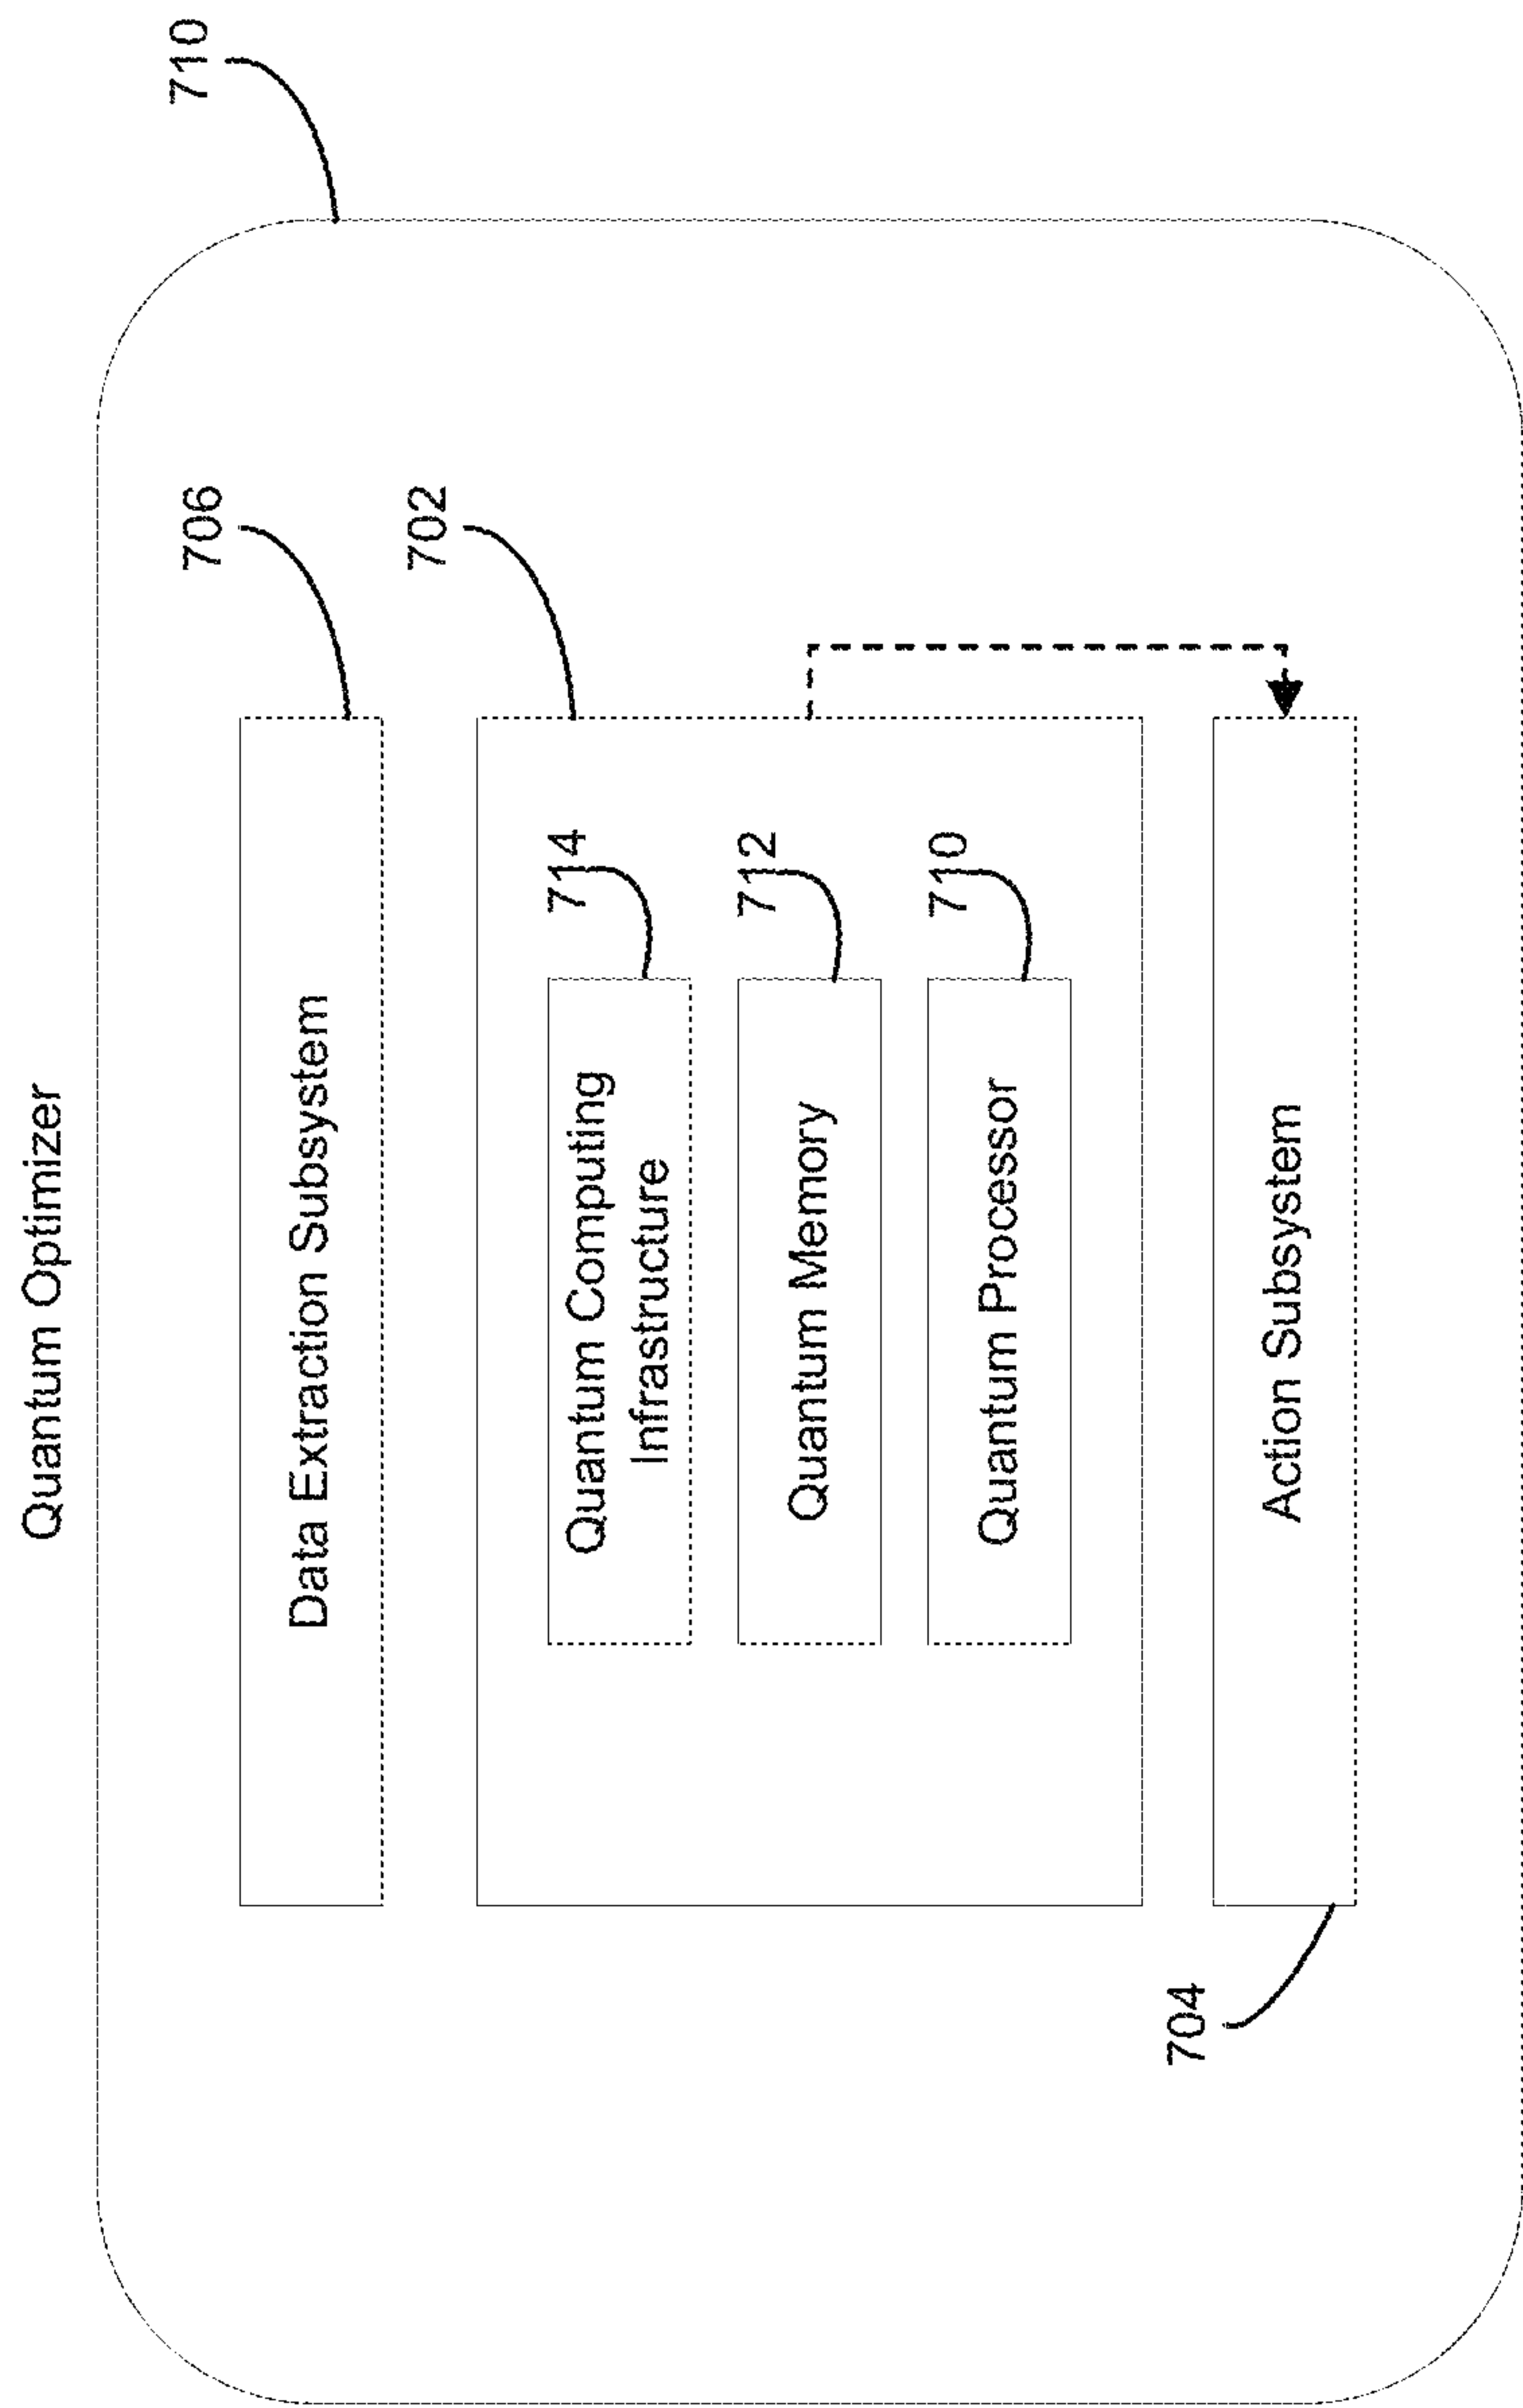 Quantum Optimizer
710
Data Extraction Subsystem
706
702
Quantum Computing
Infrastructure
714
Quantum Memory
712
Quantum Processor
710
Action Subsystem
704